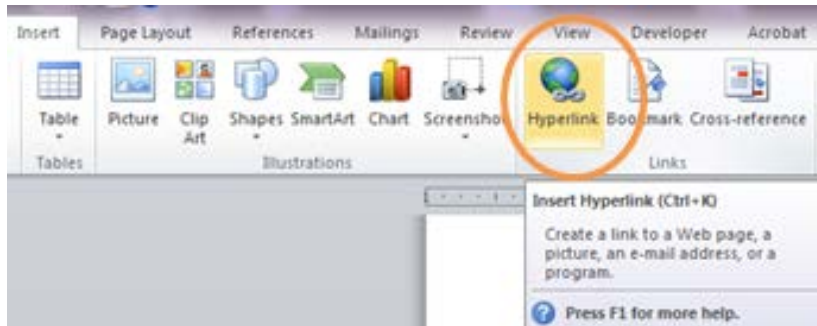 Insert Page Layout References Mailings Review View Developer Acrobat
Table Picture Clip Art Shapes SmartArt Chart Screenshot Hyperlink Bookmark Cross-reference
Tables Illustrations Links
Insert Hyperlink (Ctrl+K)
Create a link to a Web page, a
picture, an e-mail address, or a
program.
Press F1 for more help.